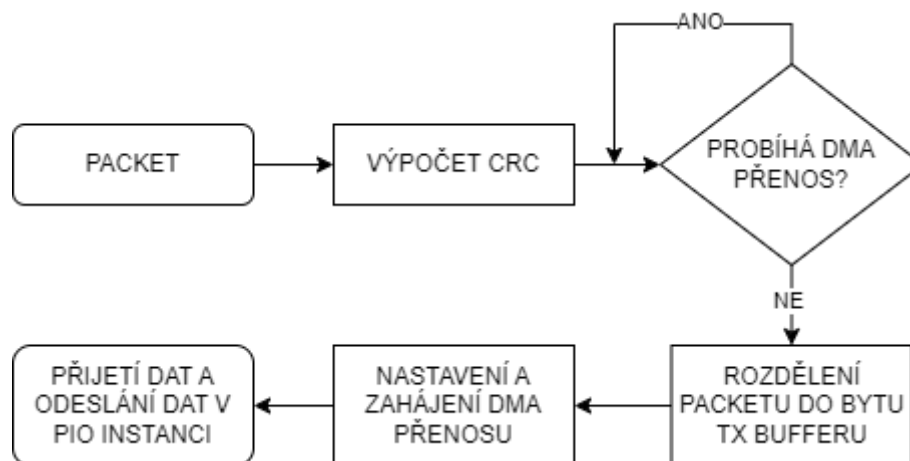 ANO
PACKET
VÝPOČET CRC
PROBÍHÁ DMA
PŘENOS?
NE
PŘIJETÍ DAT A
ODESLÁNÍ DAT V
PIO INSTANCI
NASTAVENÍ A
ZAHÁJENÍ DMA
PŘENOSU
ROZDĚLENÍ
PACKETU DO BYTU
TX BUFFERU